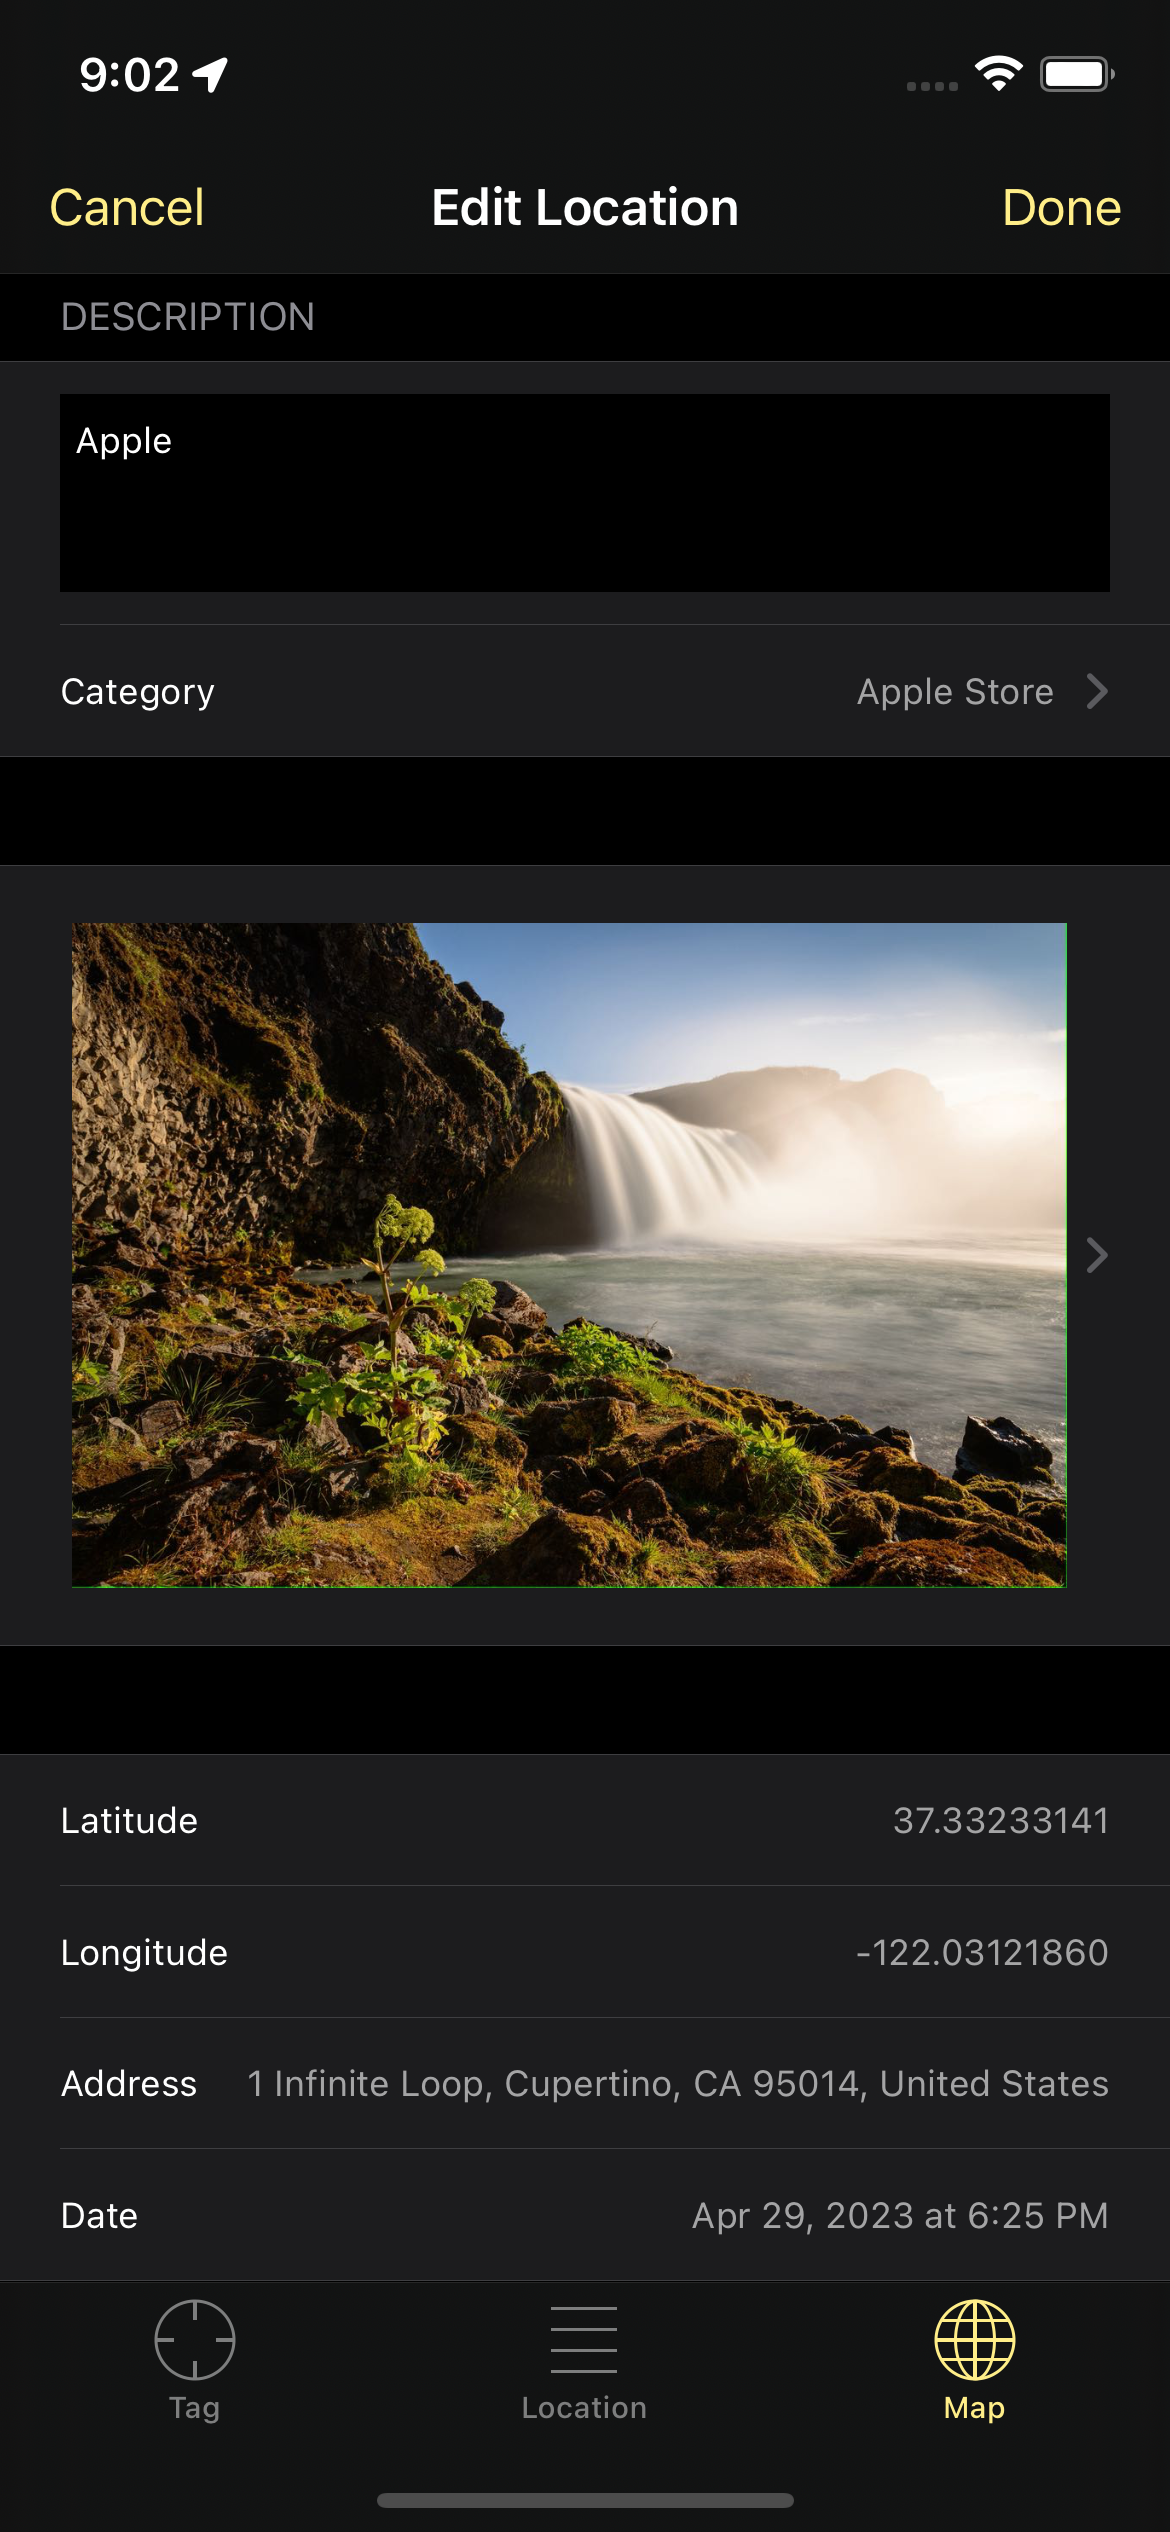 9:02
Cancel Edit Location Done
DESCRIPTION
Apple
Category Apple Store
Latitude 37.33233141
Longitude -122.03121860
Address 1 Infinite Loop, Cupertino, CA 95014, United States
Date Apr 29, 2023 at 6:25 PM
Tag Location Map